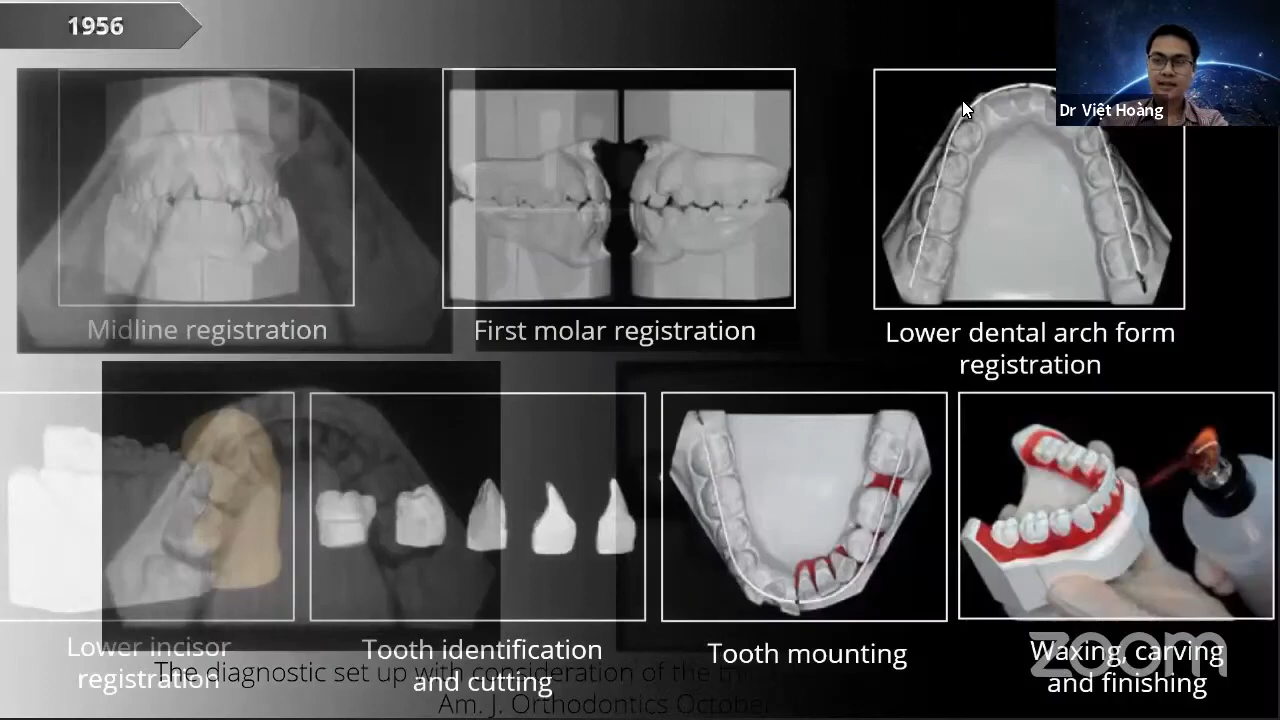 1956
Dr Việt Hoàng
Midline registration
First molar registration
Lower dental arch form
registration
Lower incisor
registration
Tooth identification
and cutting
Tooth mounting
Waxing, carving
and finishing
zoom
The diagnostic set up with consideration of the
Am. J. Orthodontics October